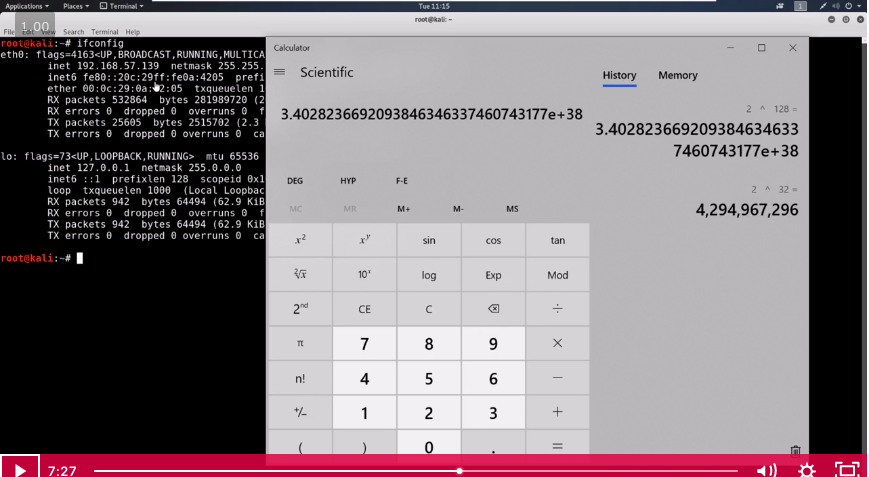 Applications Places Terminal Tue 11:15 1
root@kali: ~
1.00
File Edit View Search Terminal Help
root@kali:~# ifconfig
eth0: flags=4163<UP,BROADCAST,RUNNING,MULTICA
inet 192.168.57.139 netmask 255.255.
inet6 fe80::20c:29ff:fe0a:4205 prefi
ether 00:0c:29:0a: 2:05 txqueuelen 1
RX packets 532864 bytes 281989720 (2
RX errors 0 dropped 0 overruns 0 f
TX packets 25605 bytes 2515702 (2.3
TX errors 0 dropped 0 overruns 0 ca
lo: flags=73<UP,LOOPBACK,RUNNING> mtu 65536
inet 127.0.0.1 netmask 255.0.0.0
inet6 ::1 prefixlen 128 scopeid 0x1
loop txqueuelen 1000 (Local Loopbac
RX packets 942 bytes 64494 (62.9 KiB
RX errors 0 dropped 0 overruns 0 f
TX packets 942 bytes 64494 (62.9 KiB
TX errors 0 dropped 0 overruns 0 ca
root@kali:~#
Calculator
Scientific
3.4028236692093846346337460743177e+38
DEG HYP F-E
MC MR M+ M- MS
x² xʸ sin cos tan
²√x 10ˣ log Exp Mod
2ⁿᵈ CE C ÷
π 7 8 9 ×
n! 4 5 6 −
+/− 1 2 3 +
( ) 0 . =
History Memory
2 ^ 128 =
3.40282366920938463463
37460743177e+38
2 ^ 32 =
4,294,967,296
7:27